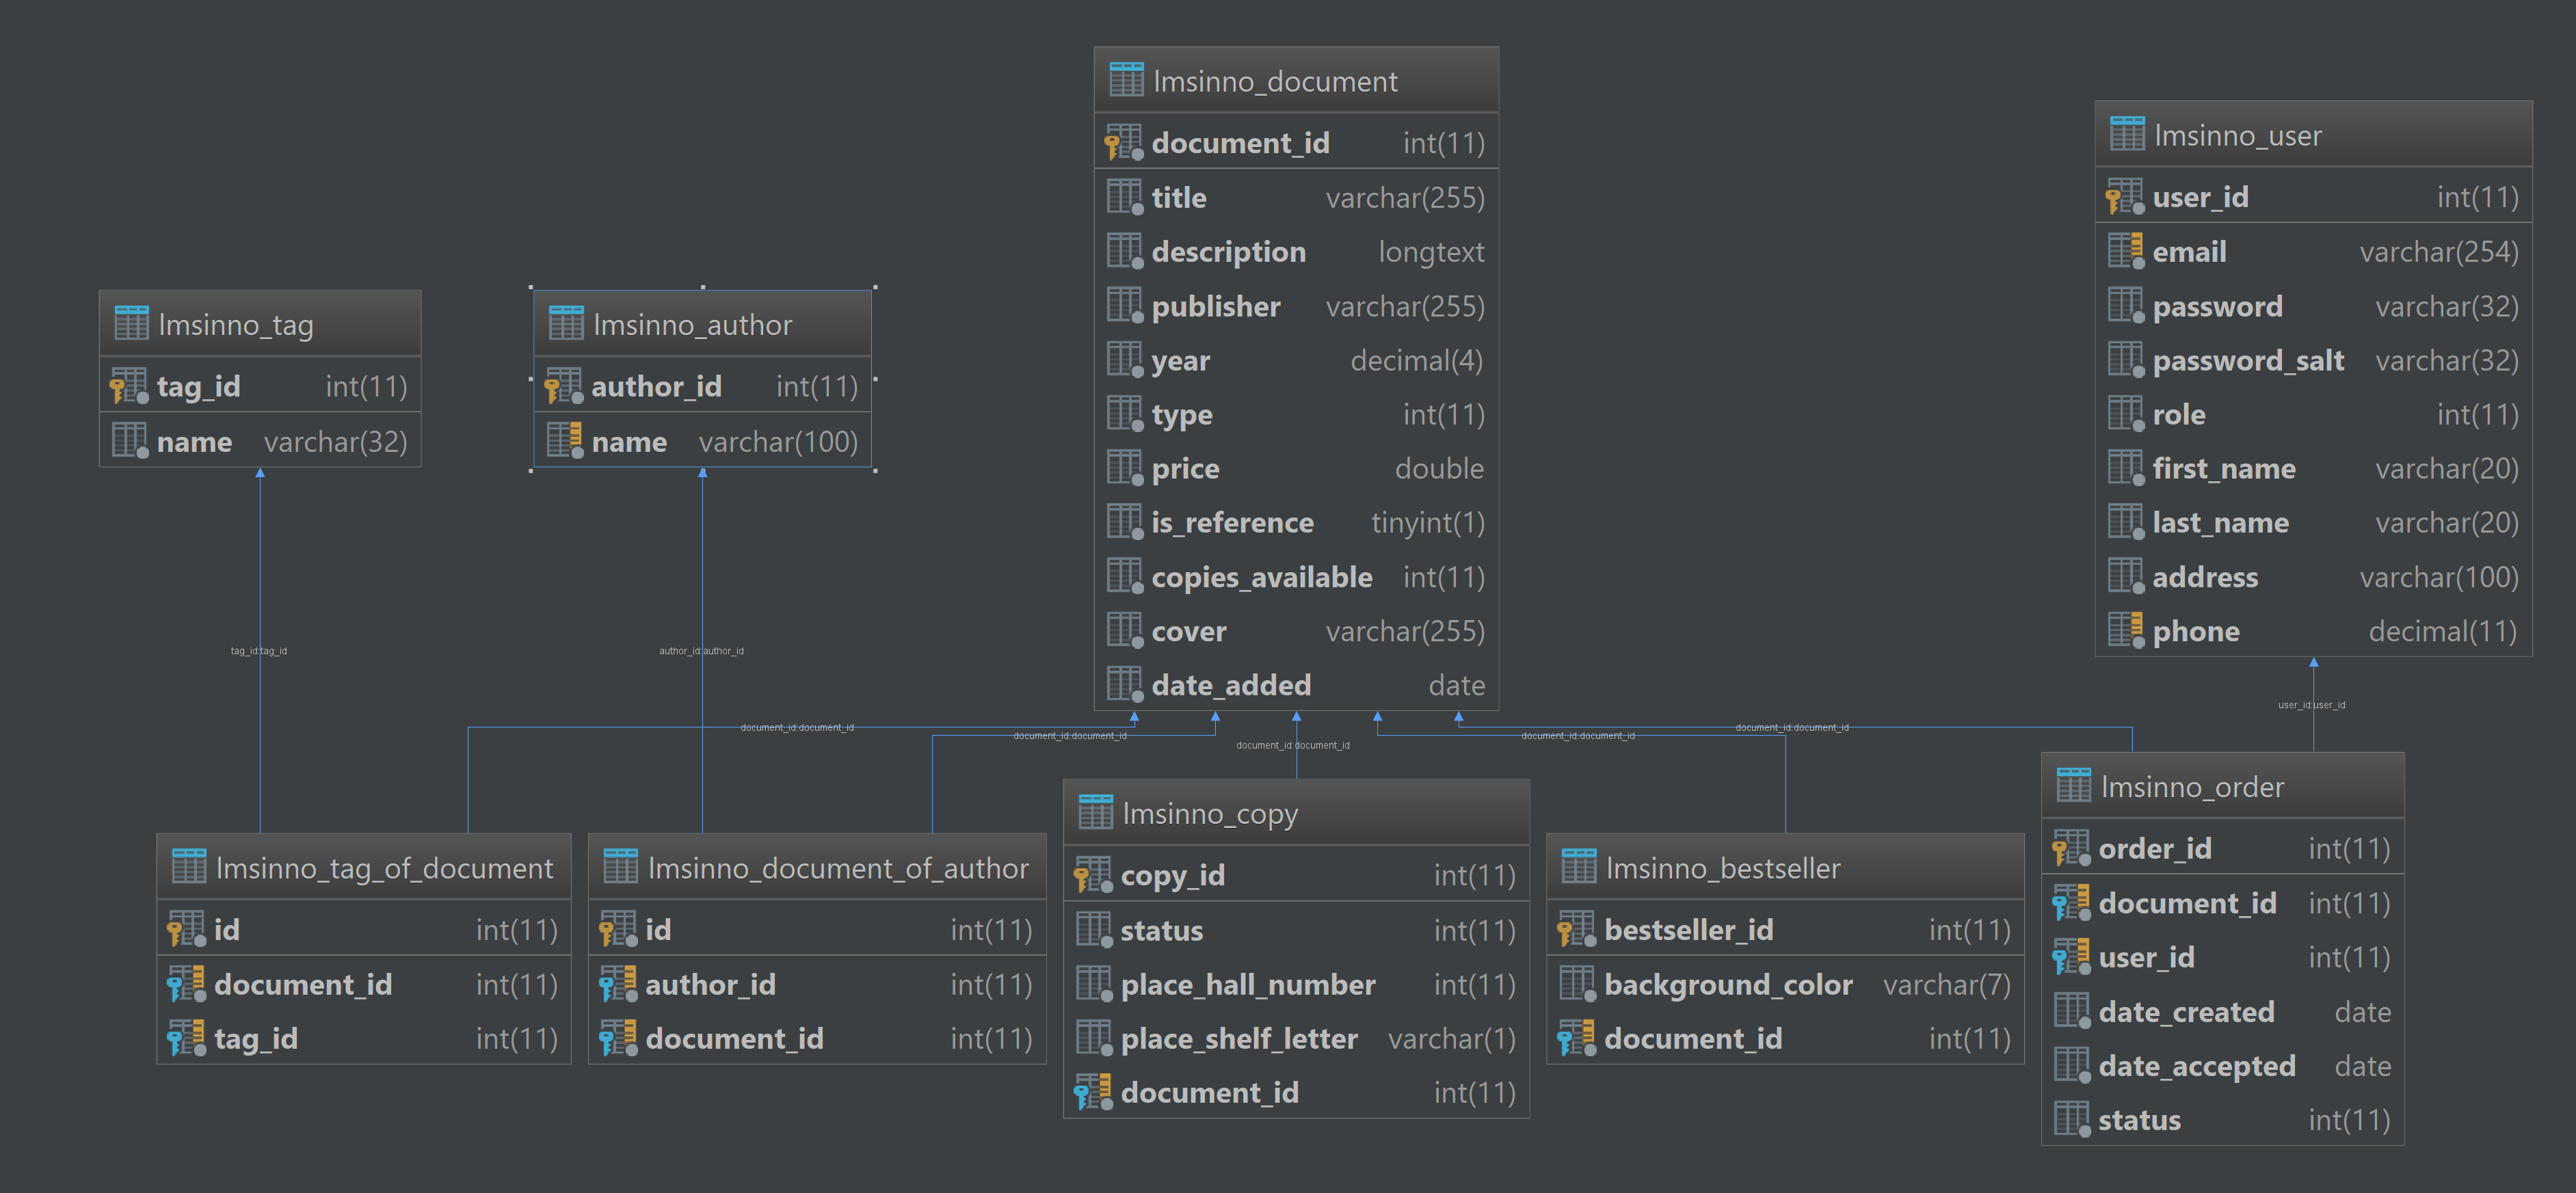 lmsinno_document
document_id int(11)
title varchar(255)
description longtext
publisher varchar(255)
year decimal(4)
type int(11)
price double
is_reference tinyint(1)
copies_available int(11)
cover varchar(255)
date_added date
lmsinno_user
user_id int(11)
email varchar(254)
password varchar(32)
password_salt varchar(32)
role int(11)
first_name varchar(20)
last_name varchar(20)
address varchar(100)
phone decimal(11)
lmsinno_tag
tag_id int(11)
name varchar(32)
lmsinno_author
author_id int(11)
name varchar(100)
tag_id:tag_id
author_id:author_id
user_id:user_id
document_id:document_id
document_id:document_id
document_id:document_id
document_id:document_id
document_id:document_id
lmsinno_tag_of_document
id int(11)
document_id int(11)
tag_id int(11)
lmsinno_document_of_author
id int(11)
author_id int(11)
document_id int(11)
lmsinno_copy
copy_id int(11)
status int(11)
place_hall_number int(11)
place_shelf_letter varchar(1)
document_id int(11)
lmsinno_bestseller
bestseller_id int(11)
background_color varchar(7)
document_id int(11)
lmsinno_order
order_id int(11)
document_id int(11)
user_id int(11)
date_created date
date_accepted date
status int(11)